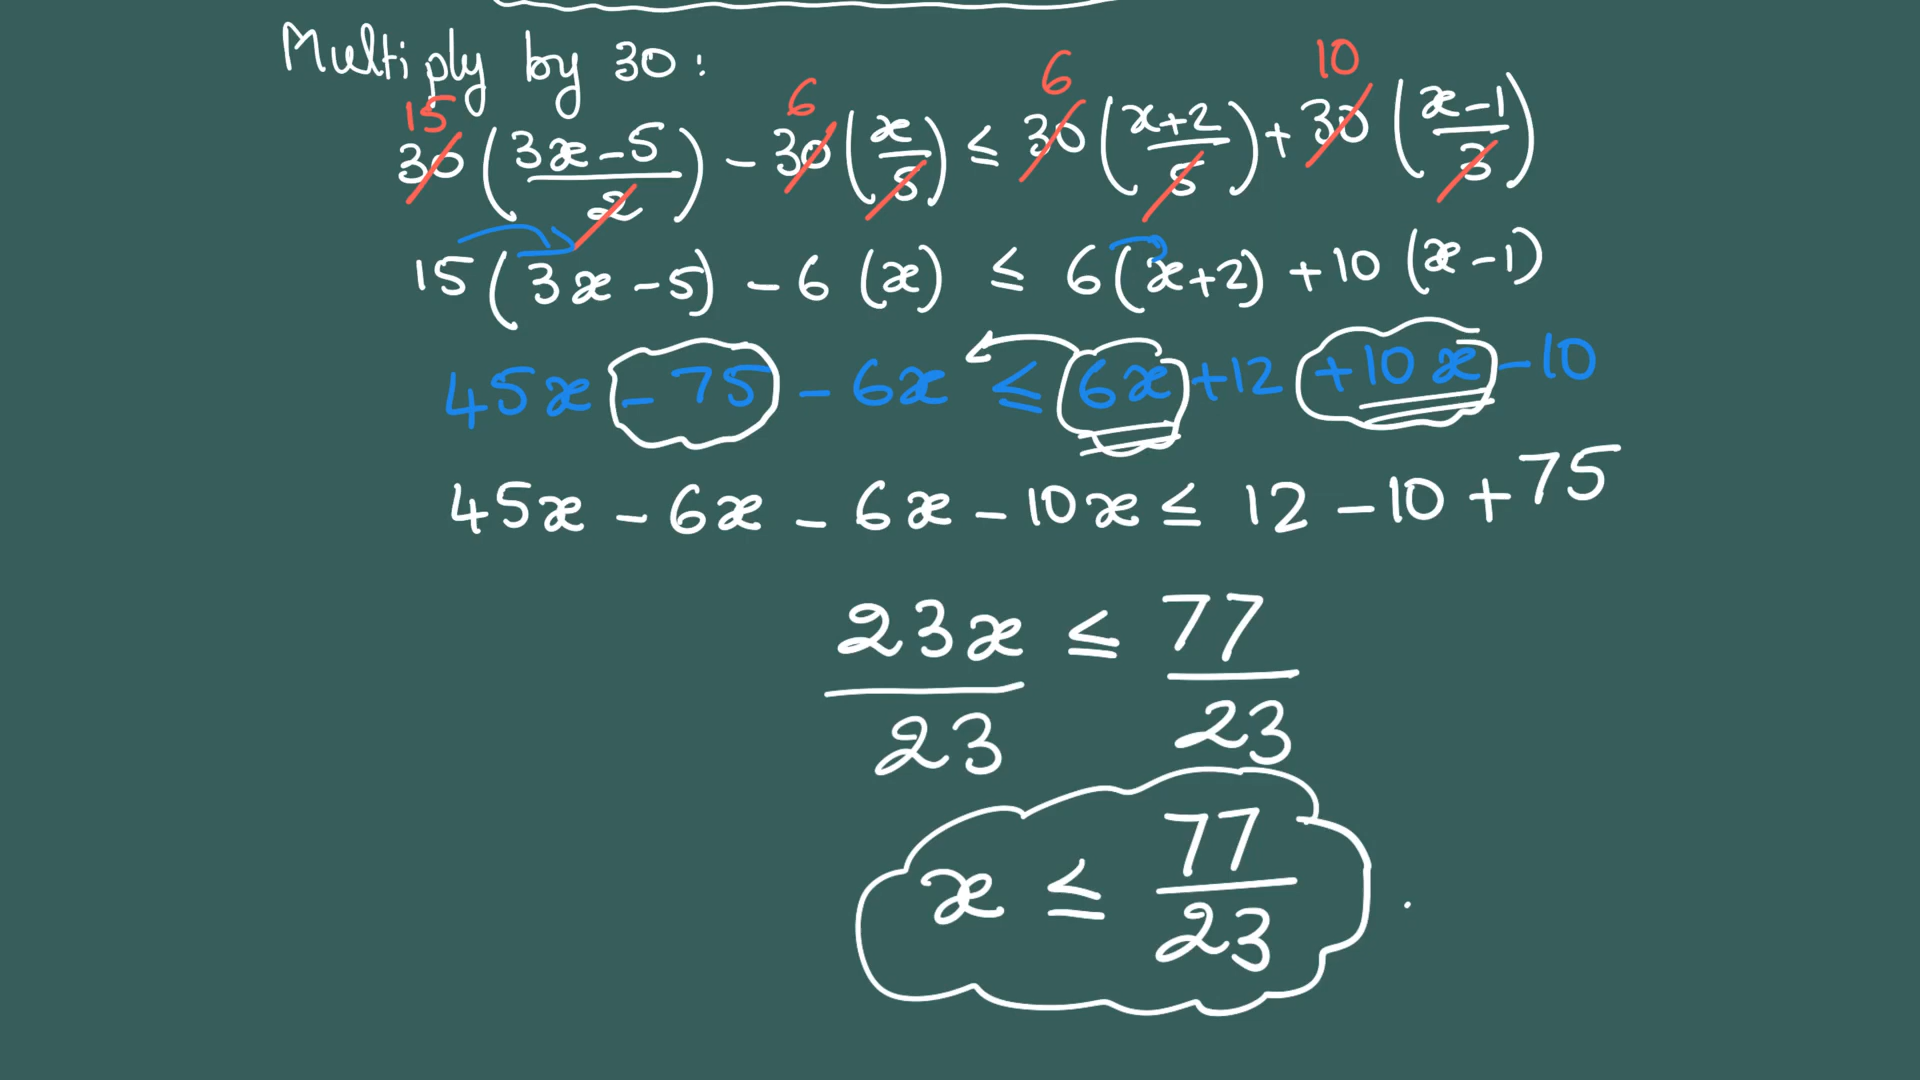 Multiply by 30:
15 6 6 10
30 ((3x-5)/2) - 30 (x/5) ≤ 30 ((x+2)/5) + 30 ((x-1)/3)
15 (3x-5) - 6 (x) ≤ 6 (x+2) + 10 (x-1)
45x - 75 - 6x ≤ 6x + 12 + 10x - 10
45x - 6x - 6x - 10x ≤ 12 - 10 + 75
23x/23 ≤ 77/23
x ≤ 77/23 .